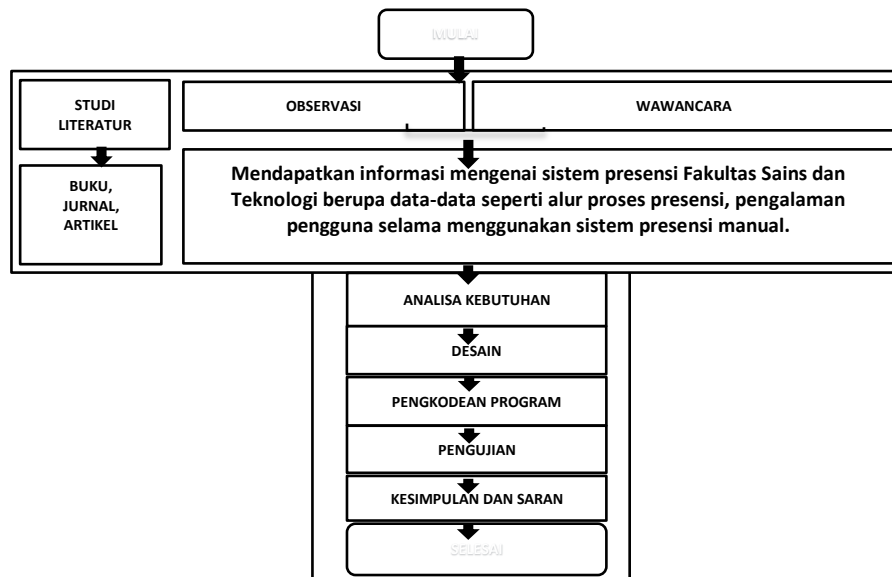 MULAI
STUDI
LITERATUR
OBSERVASI
WAWANCARA
BUKU,
JURNAL,
ARTIKEL
Mendapatkan informasi mengenai sistem presensi Fakultas Sains dan
Teknologi berupa data-data seperti alur proses presensi, pengalaman
pengguna selama menggunakan sistem presensi manual.
ANALISA KEBUTUHAN
DESAIN
PENGKODEAN PROGRAM
PENGUJIAN
KESIMPULAN DAN SARAN
SELESAI